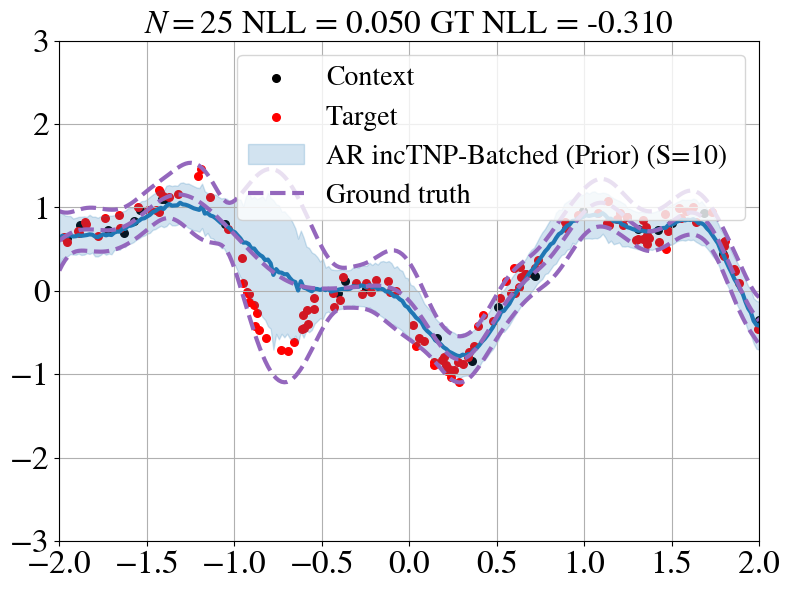 N = 25 NLL = 0.050 GT NLL = -0.310
Context
Target
AR incTNP-Batched (Prior) (S=10)
Ground truth
3
2
1
0
−1
−2
−3
−2.0 −1.5 −1.0 −0.5 0.0 0.5 1.0 1.5 2.0